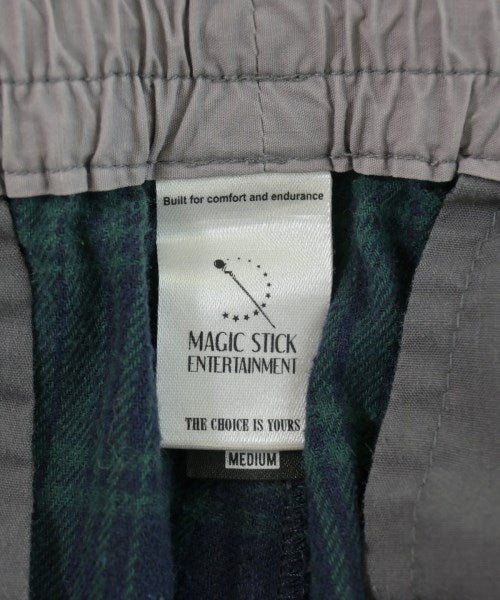 Built for comfort and endurance
MAGIC STICK
ENTERTAINMENT
THE CHOICE IS YOURS
MEDIUM